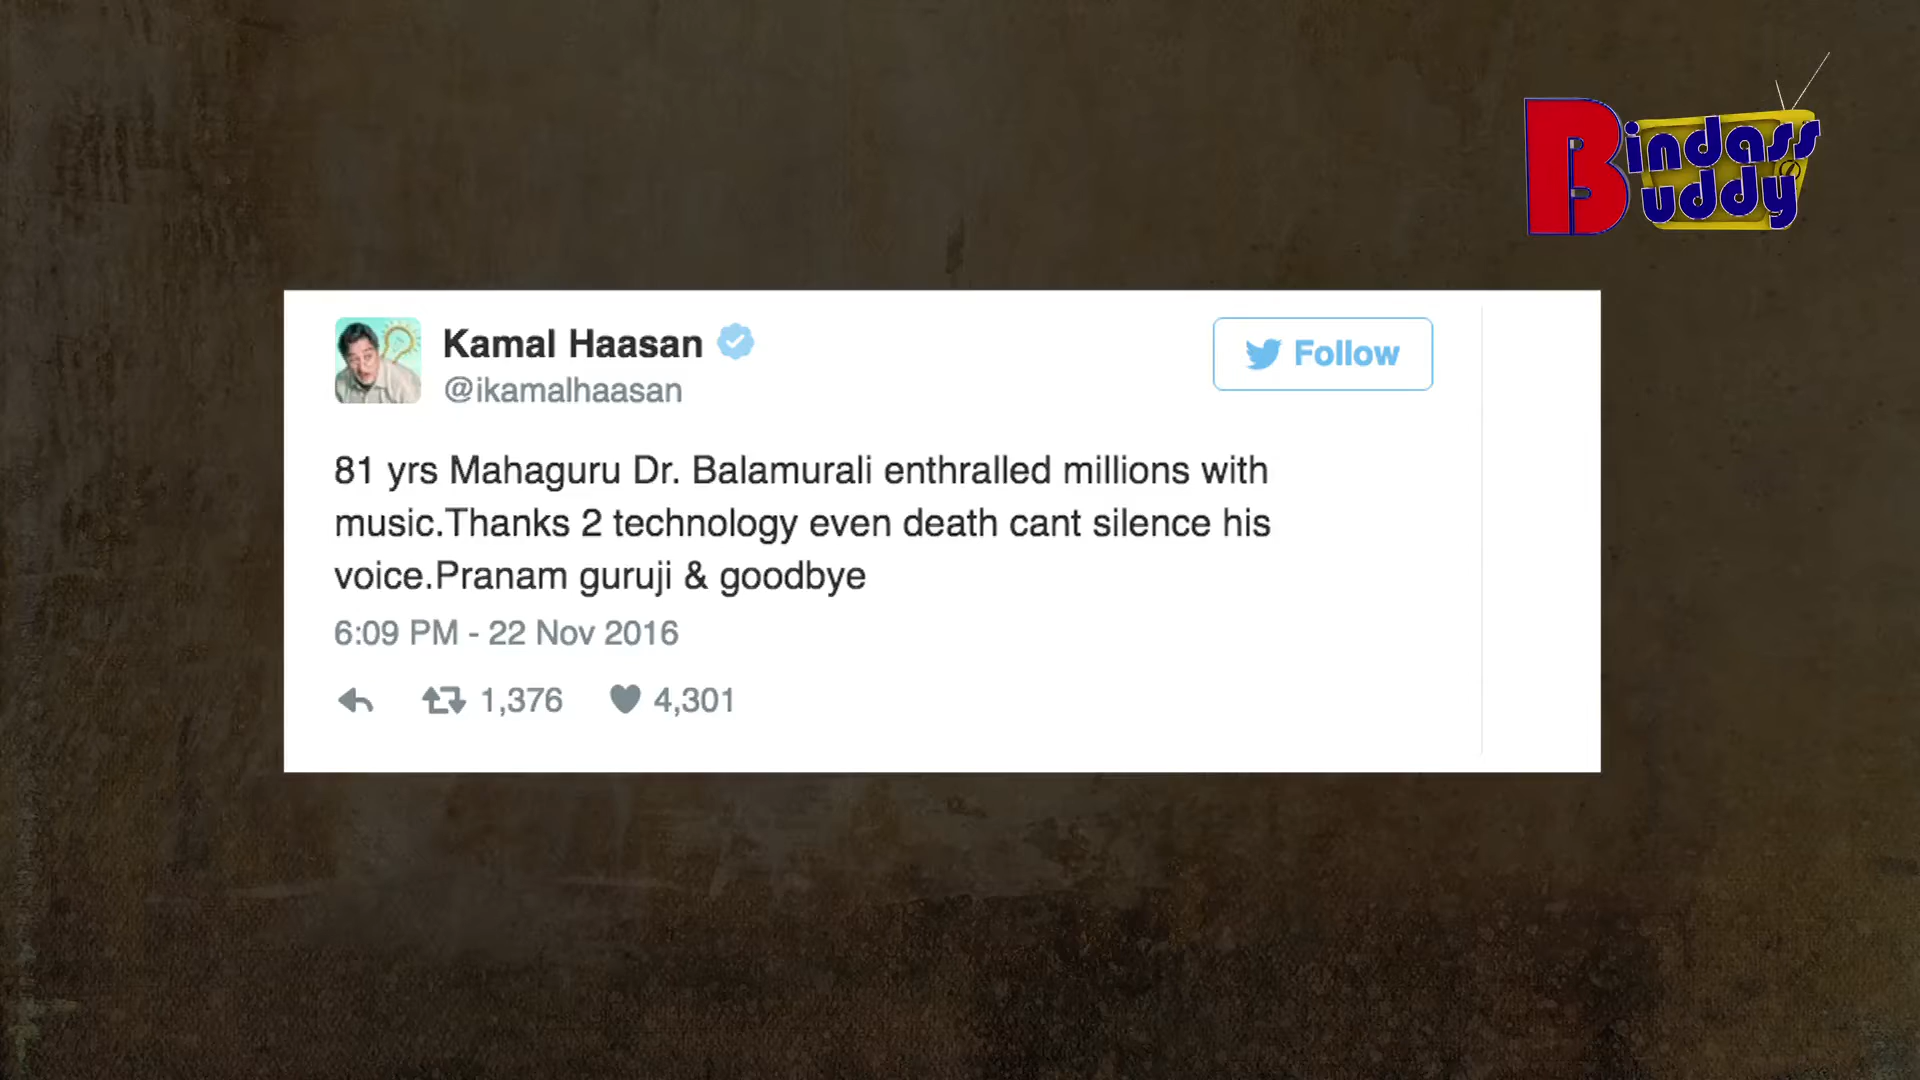 Bindass
Buddy
Kamal Haasan
@ikamalhaasan
Follow
81 yrs Mahaguru Dr. Balamurali enthralled millions with
music.Thanks 2 technology even death cant silence his
voice.Pranam guruji & goodbye
6:09 PM - 22 Nov 2016
1,376 4,301